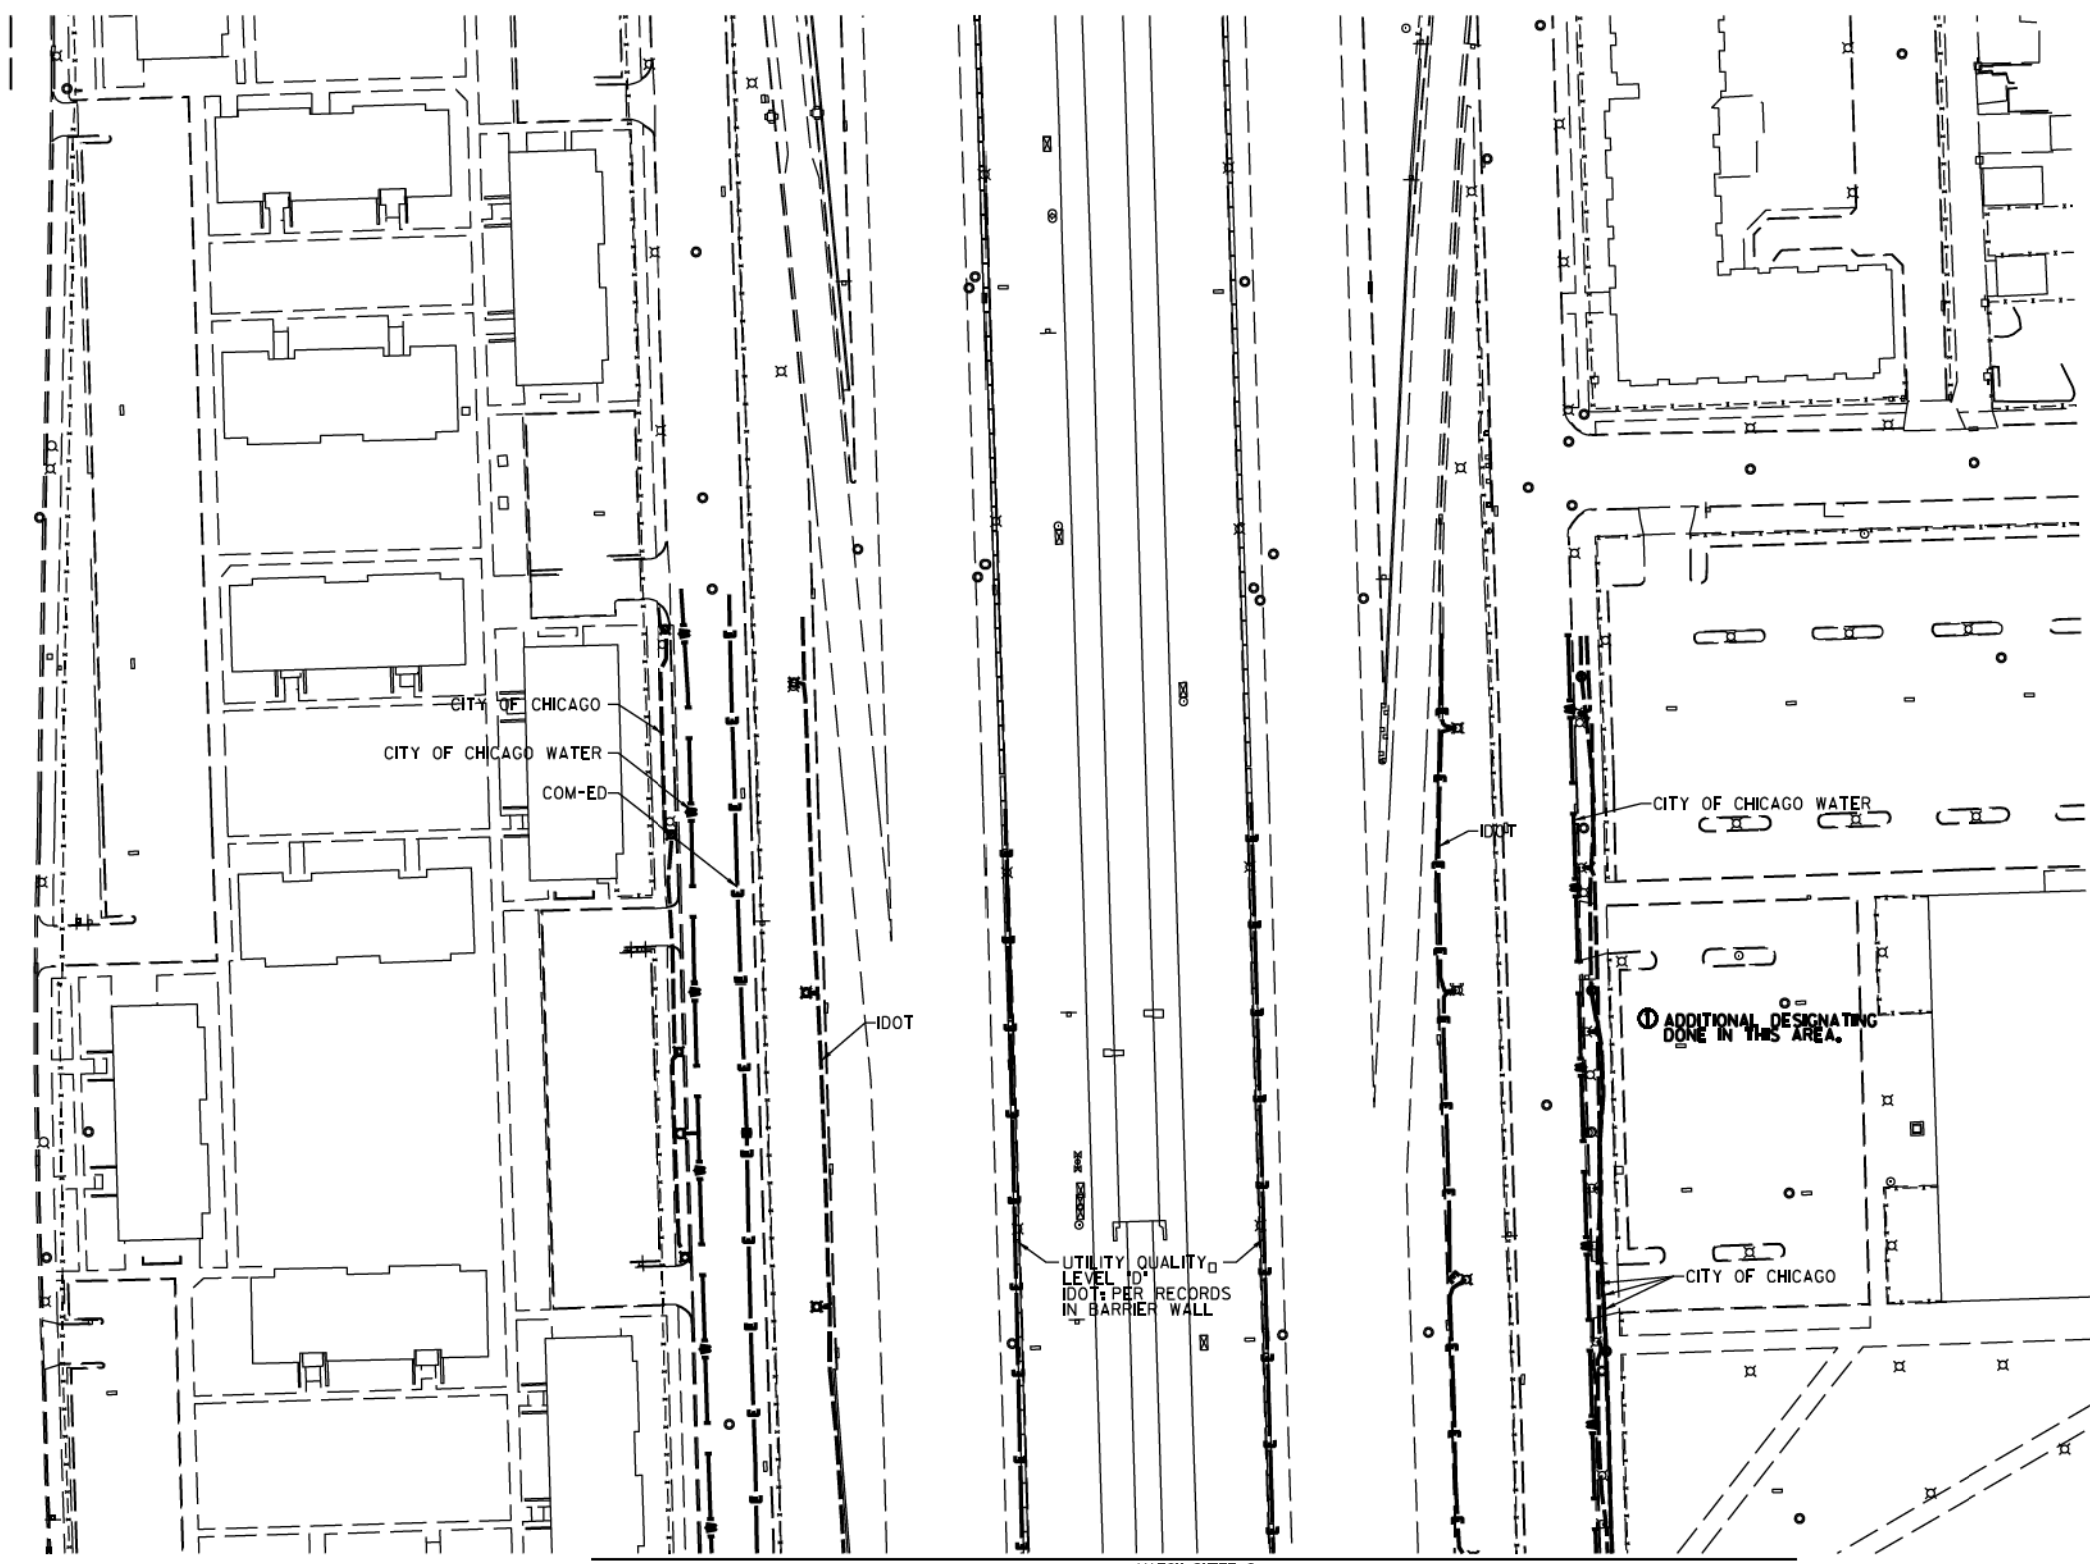 CITY OF CHICAGO
CITY OF CHICAGO WATER
COM-ED
IDOT
UTILITY QUALITY
LEVEL "D"
IDOT: PER RECORDS
IN BARRIER WALL
IDOT
CITY OF CHICAGO WATER
1 ADDITIONAL DESIGNATING
DONE IN THIS AREA.
CITY OF CHICAGO